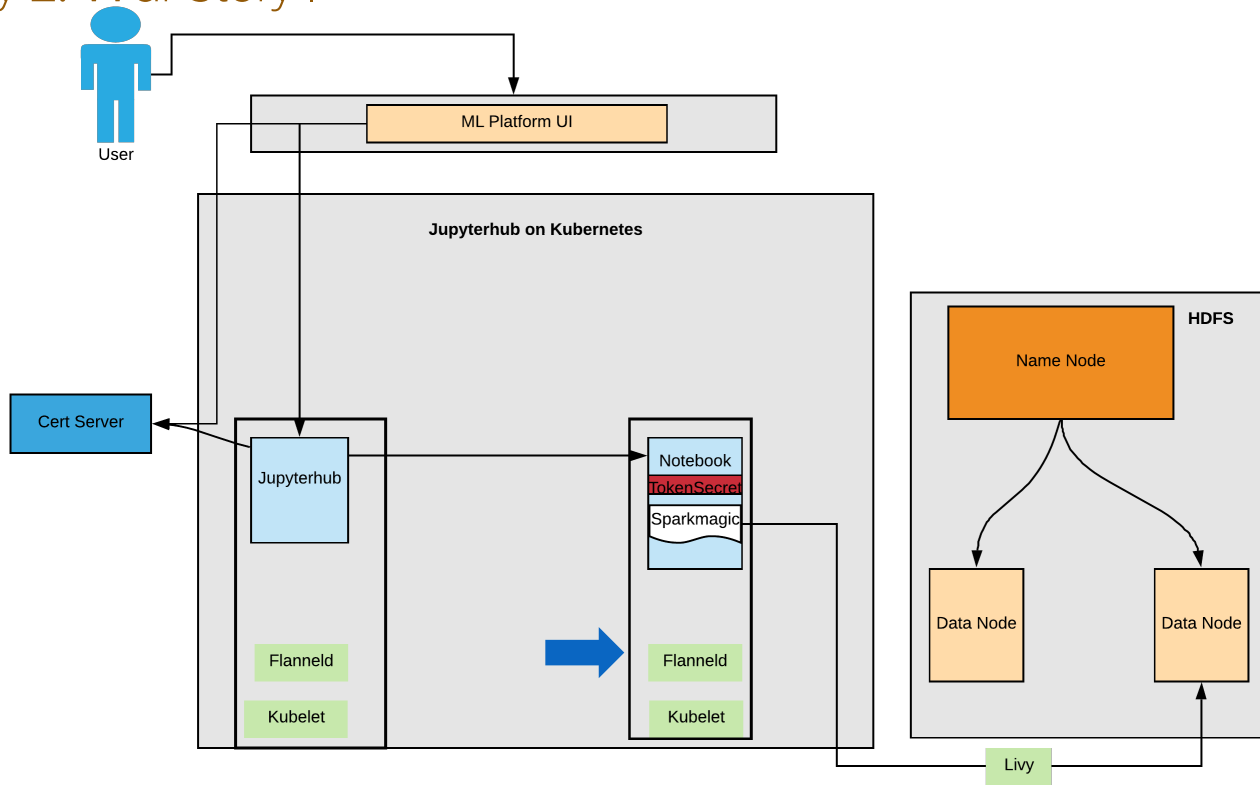 User
ML Platform UI
Jupyterhub on Kubernetes
HDFS
Name Node
Cert Server
Jupyterhub
Notebook
TokenSecret
Sparkmagic
Data Node
Data Node
Flanneld
Flanneld
Kubelet
Kubelet
Livy